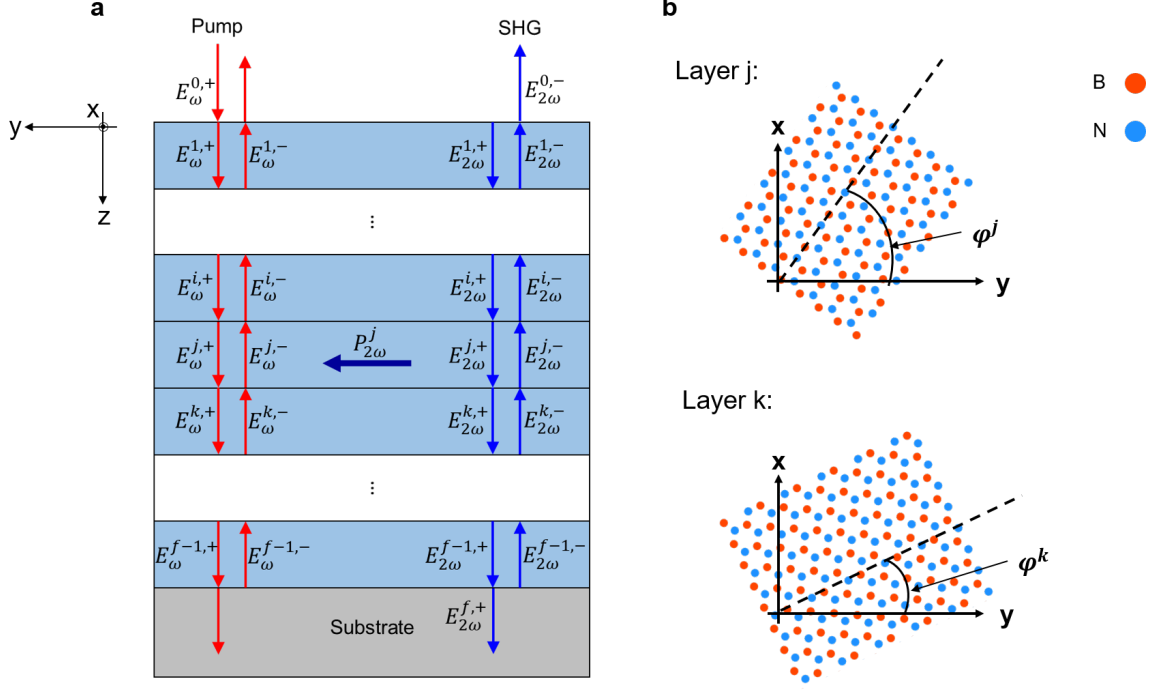 a
Pump
SHG
E_ω^{0,+}
E_{2ω}^{0,-}
x
y
z
E_ω^{1,+} E_ω^{1,-} E_{2ω}^{1,+} E_{2ω}^{1,-}
...
E_ω^{i,+} E_ω^{i,-} E_{2ω}^{i,+} E_{2ω}^{i,-}
E_ω^{j,+} E_ω^{j,-} P_{2ω}^{j} E_{2ω}^{j,+} E_{2ω}^{j,-}
E_ω^{k,+} E_ω^{k,-} E_{2ω}^{k,+} E_{2ω}^{k,-}
...
E_ω^{f-1,+} E_ω^{f-1,-} E_{2ω}^{f-1,+} E_{2ω}^{f-1,-}
E_{2ω}^{f,+}
Substrate
b
Layer j:
B
N
x
φ^j
y
Layer k:
x
φ^k
y